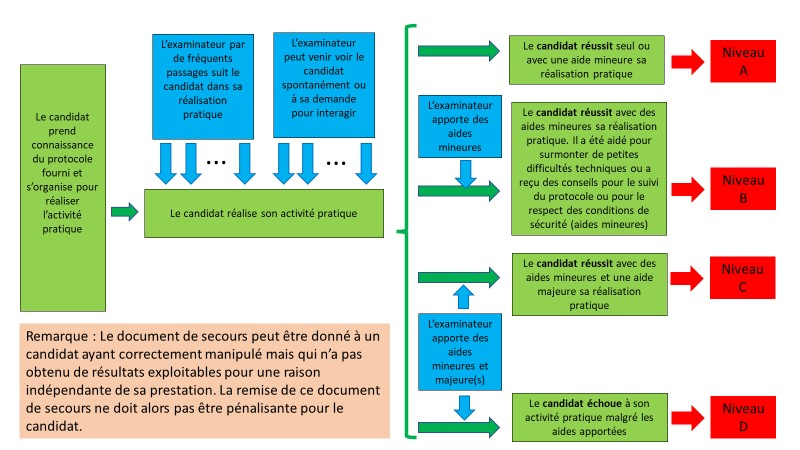 Le candidat
prend
connaissance
du protocole
fourni et
s’organise pour
réaliser
l’activité
pratique
L’examinateur par
de fréquents
passages suit le
candidat dans sa
réalisation
pratique
L’examinateur
peut venir voir le
candidat
spontanément ou
à sa demande
pour interagir
...
...
Le candidat réalise son activité pratique
Remarque : Le document de secours peut être donné à un
candidat ayant correctement manipulé mais qui n’a pas
obtenu de résultats exploitables pour une raison
indépendante de sa prestation. La remise de ce document
de secours ne doit alors pas être pénalisante pour le
candidat.
Le candidat réussit seul ou
avec une aide mineure sa
réalisation pratique
Niveau
A
L’examinateur
apporte des
aides
mineures
Le candidat réussit avec des
aides mineures sa réalisation
pratique. Il a été aidé pour
surmonter de petites
difficultés techniques ou a
reçu des conseils pour le suivi
du protocole ou pour le
respect des conditions de
sécurité (aides mineures)
Niveau
B
Le candidat réussit avec des
aides mineures et une aide
majeure sa réalisation
pratique
Niveau
C
L’examinateur
apporte des
aides
mineures et
majeure(s)
Le candidat échoue à son
activité pratique malgré les
aides apportées
Niveau
D